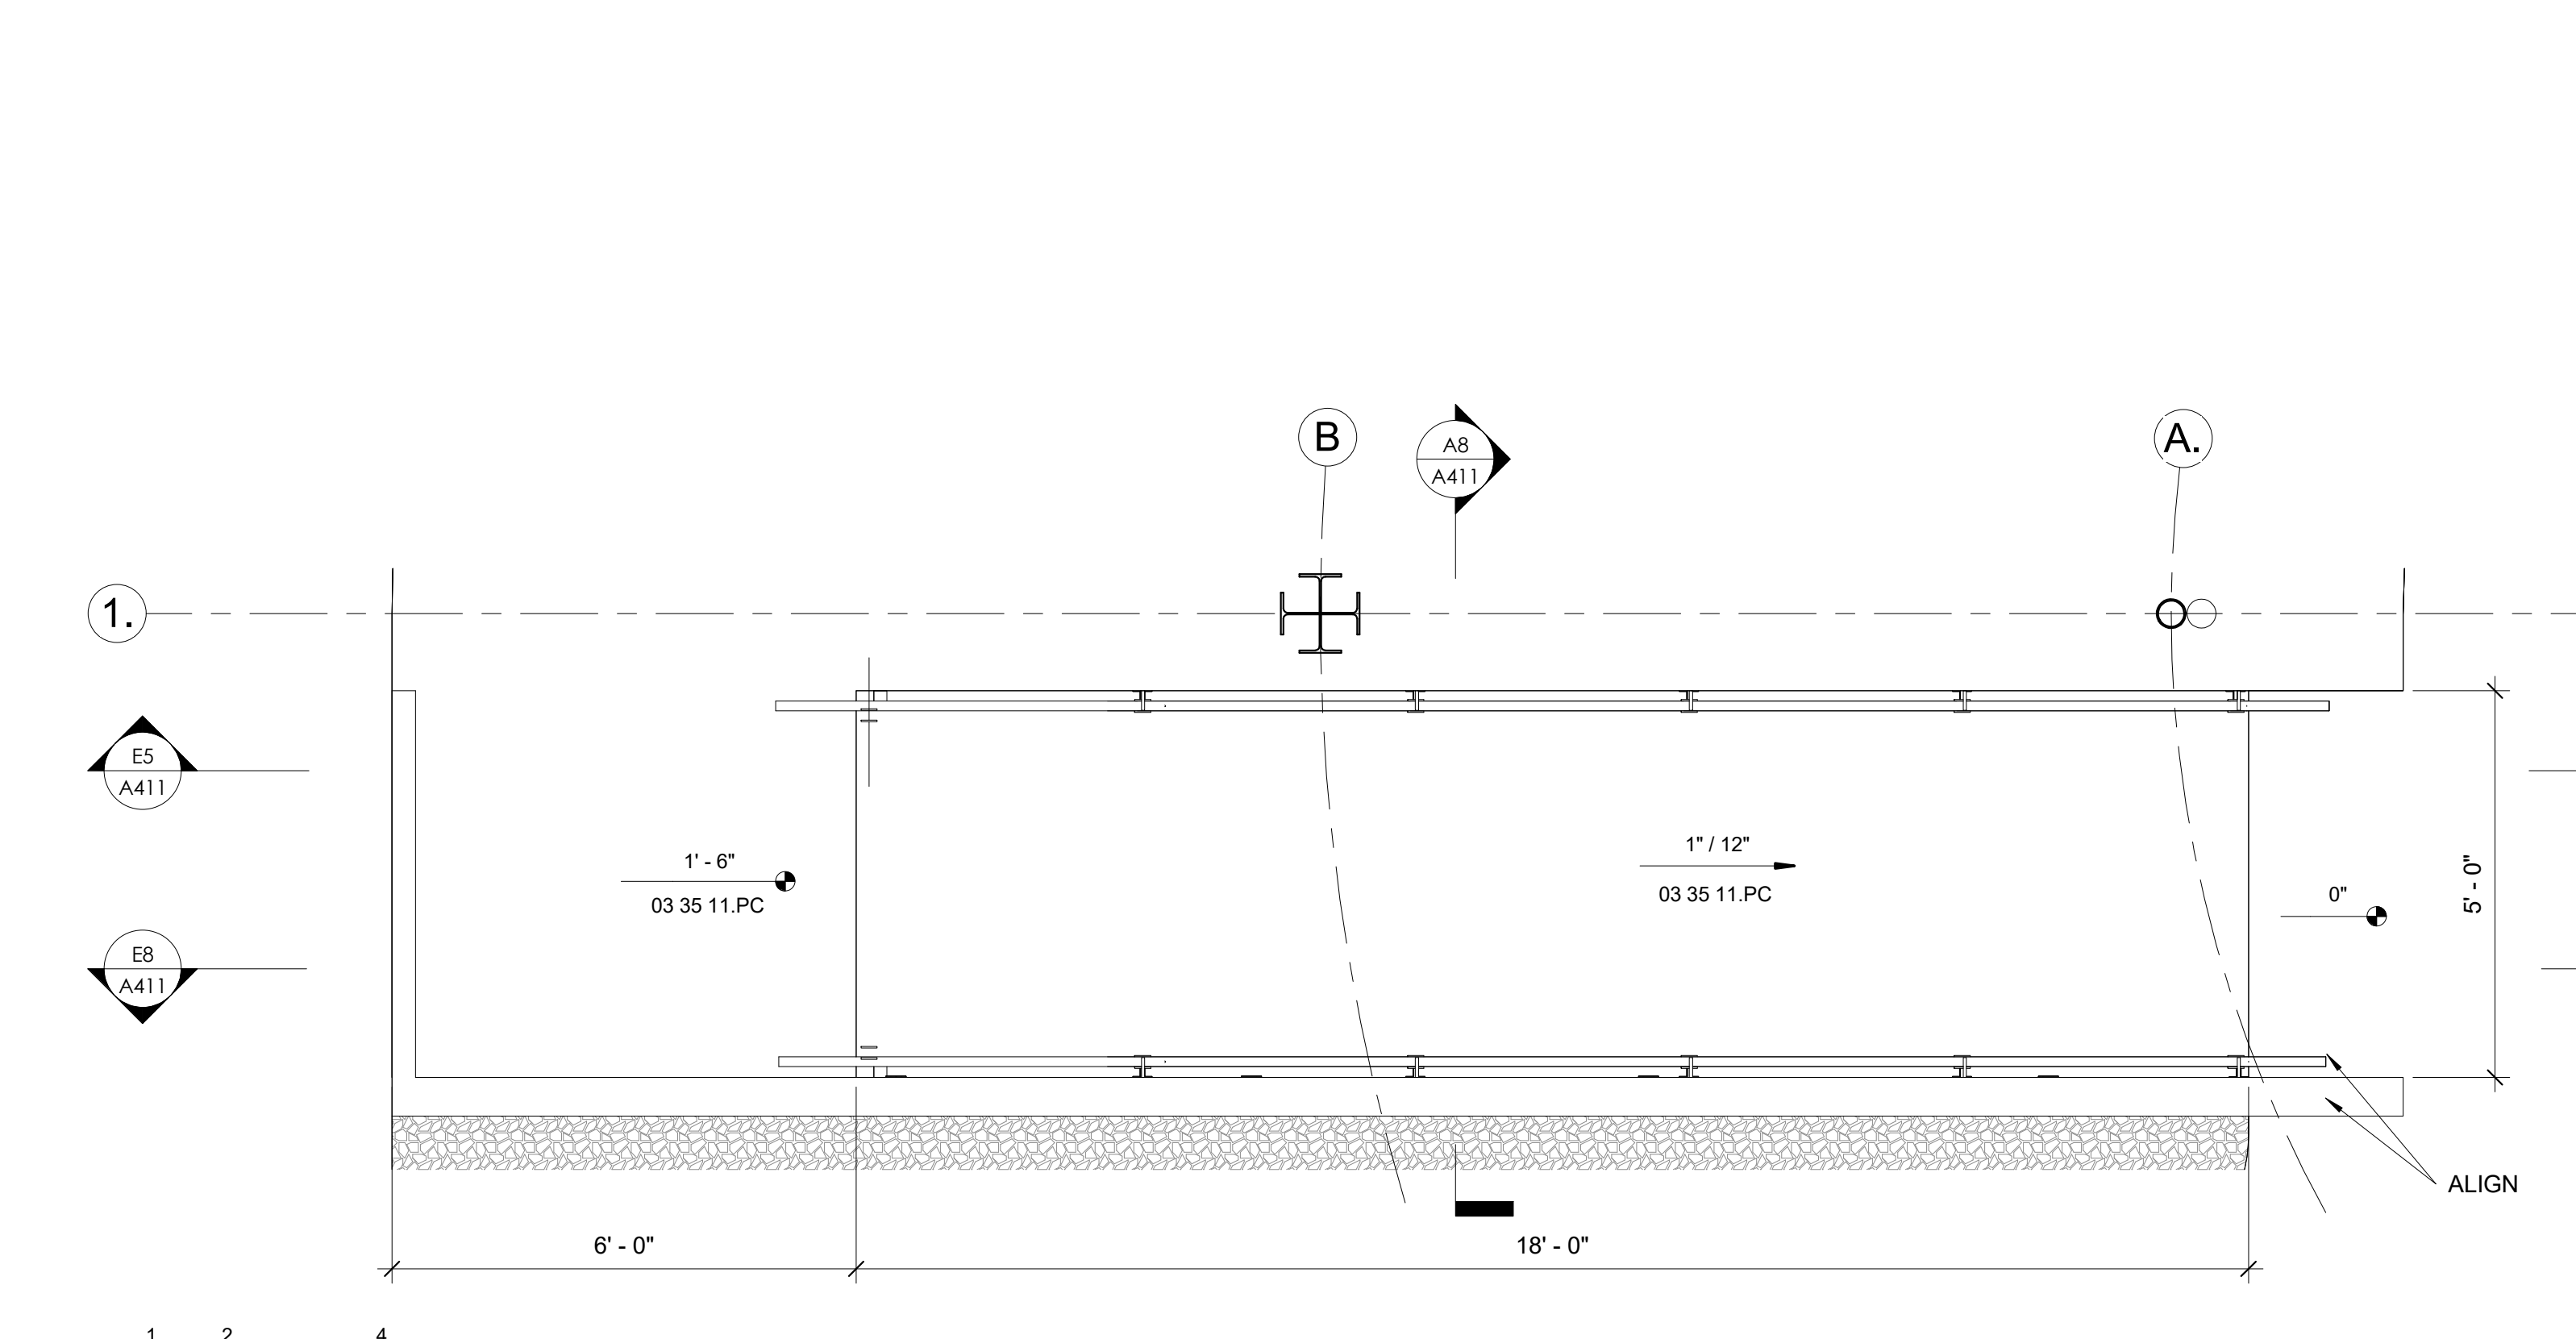 B
A8
A411
A.
1.
E5
A411
1' - 6"
03 35 11.PC
1" / 12"
03 35 11.PC
0"
5' - 0"
E8
A411
ALIGN
6' - 0"
18' - 0"
1 2 4